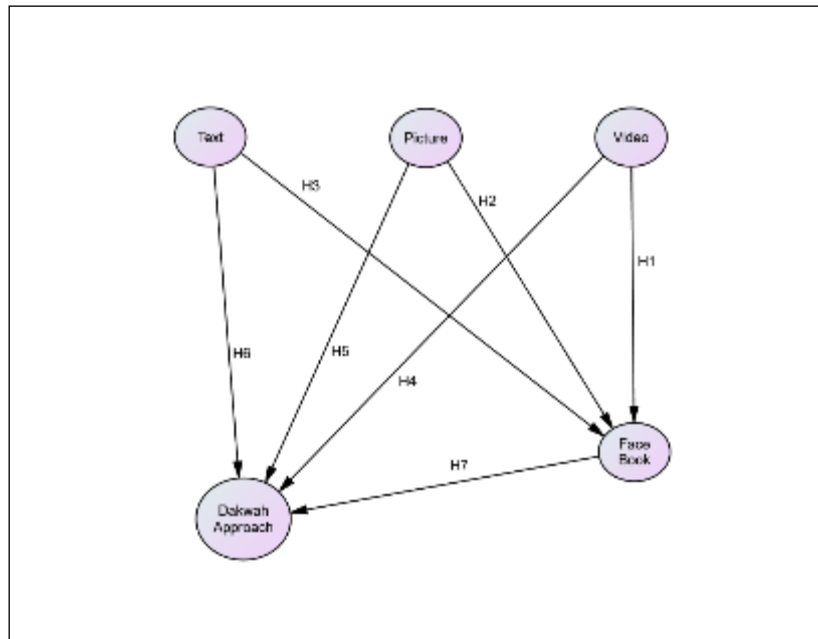 Text
Picture
Video
H3
H2
H1
H6
H5
H4
Face
Book
H7
Dakwah
Approach